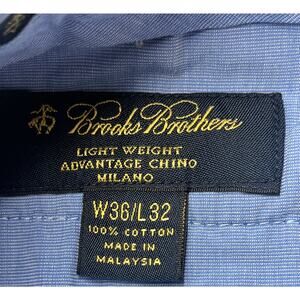 Brooks Brothers
LIGHT WEIGHT
ADVANTAGE CHINO
MILANO
W36/L32
100% COTTON
MADE IN
MALAYSIA